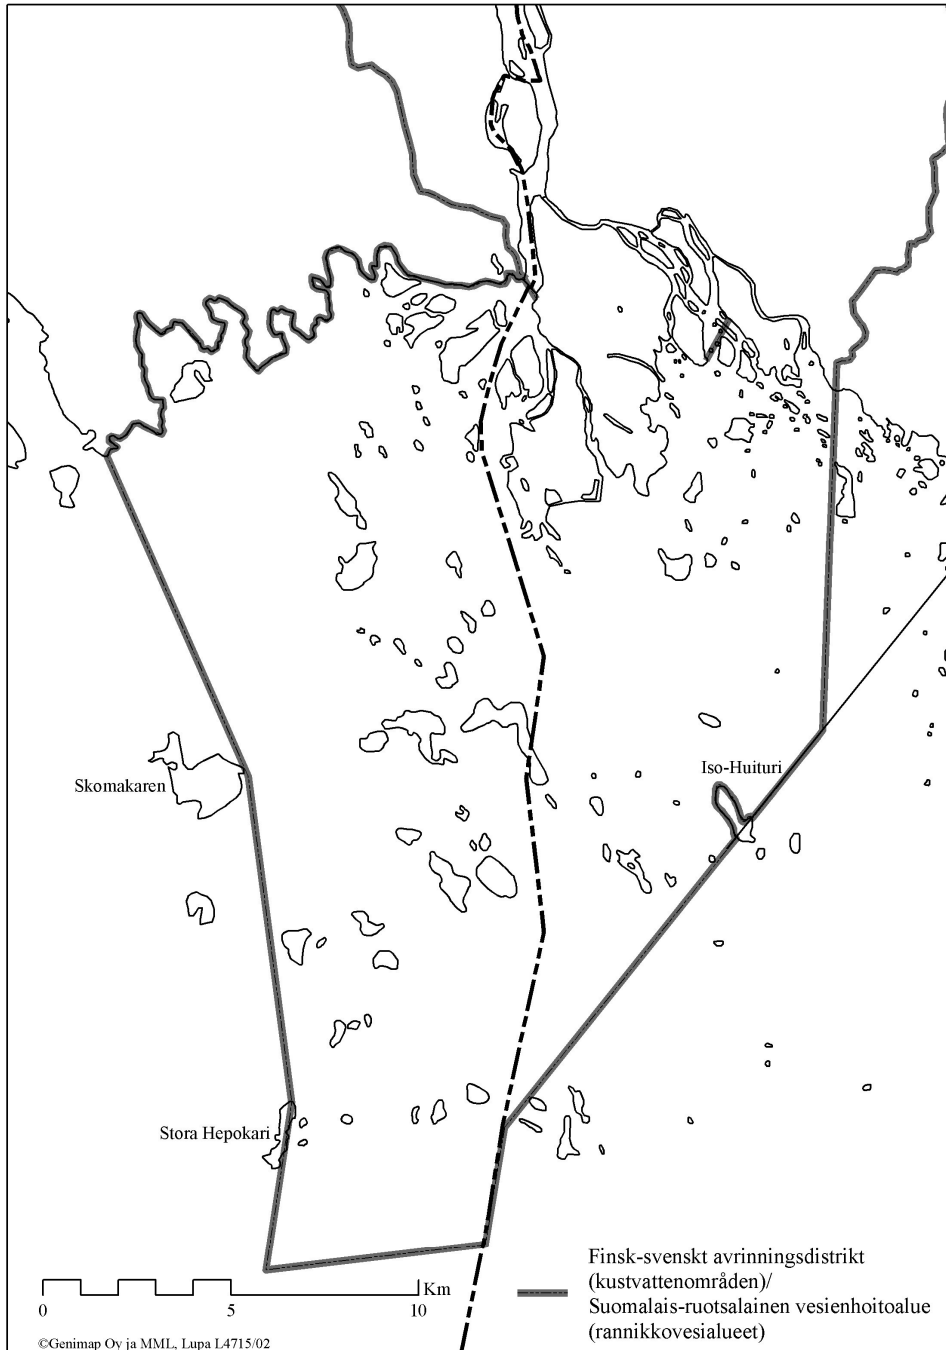 Iso-Huituri
Skomakaren
Stora Hepokari
Km
0 5 10
Finsk-svenskt avrinningsdistrikt
(kustvattenområden)/
Suomalais-ruotsalainen vesienhoitoalue
(rannikkovesialueet)
©Genimap Oy ja MML, Lupa L4715/02